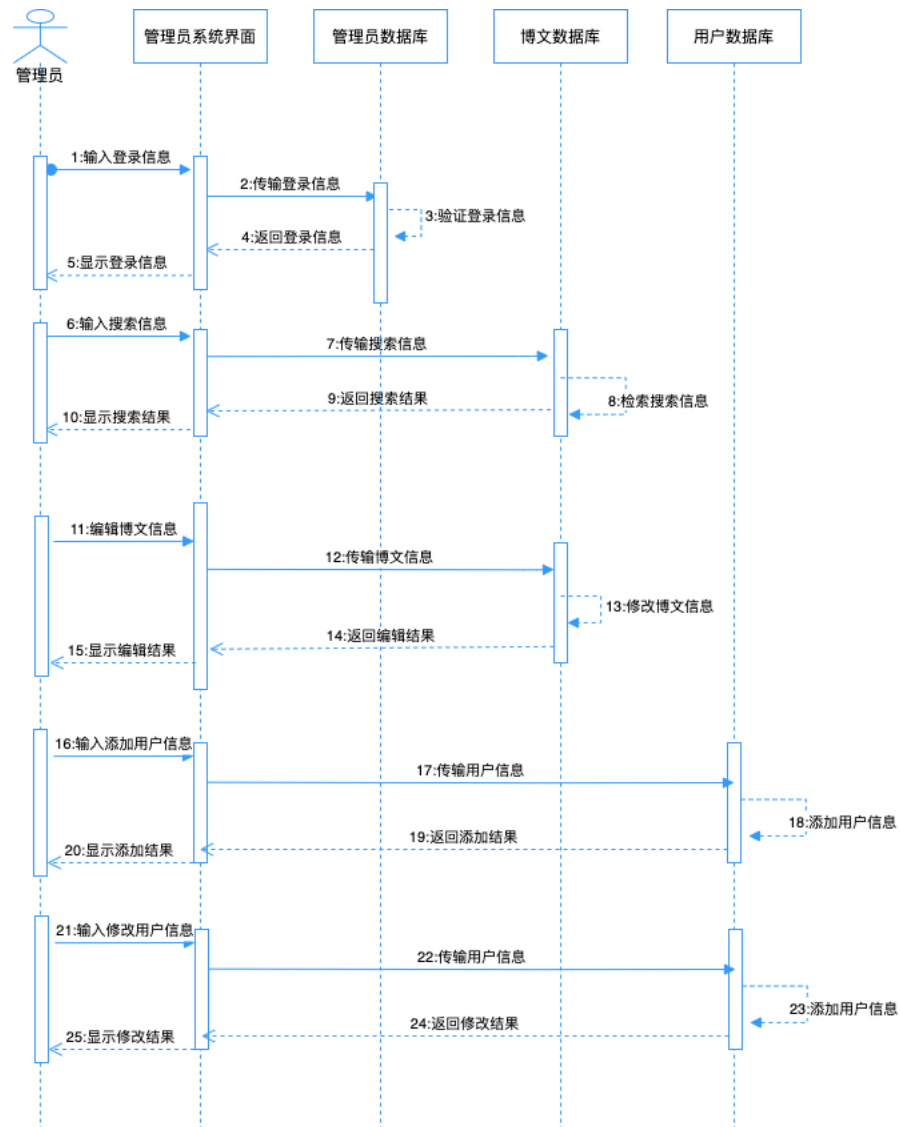 管理员
管理员系统界面
管理员数据库
博文数据库
用户数据库
1:输入登录信息
2:传输登录信息
3:验证登录信息
4:返回登录信息
5:显示登录信息
6:输入搜索信息
7:传输搜索信息
8:检索搜索信息
9:返回搜索结果
10:显示搜索结果
11:编辑博文信息
12:传输博文信息
13:修改博文信息
14:返回编辑结果
15:显示编辑结果
16:输入添加用户信息
17:传输用户信息
18:添加用户信息
19:返回添加结果
20:显示添加结果
21:输入修改用户信息
22:传输用户信息
23:添加用户信息
24:返回修改结果
25:显示修改结果